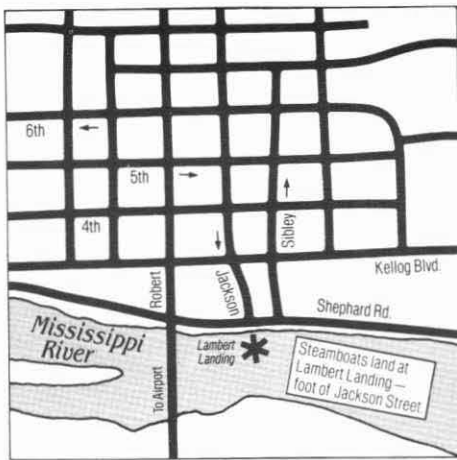 6th
5th
4th
Sibley
Kellog Blvd.
Robert
Jackson
Shephard Rd.
Mississippi
River
Lambert
Landing
Steamboats land at
Lambert Landing —
foot of Jackson Street.
To Airport